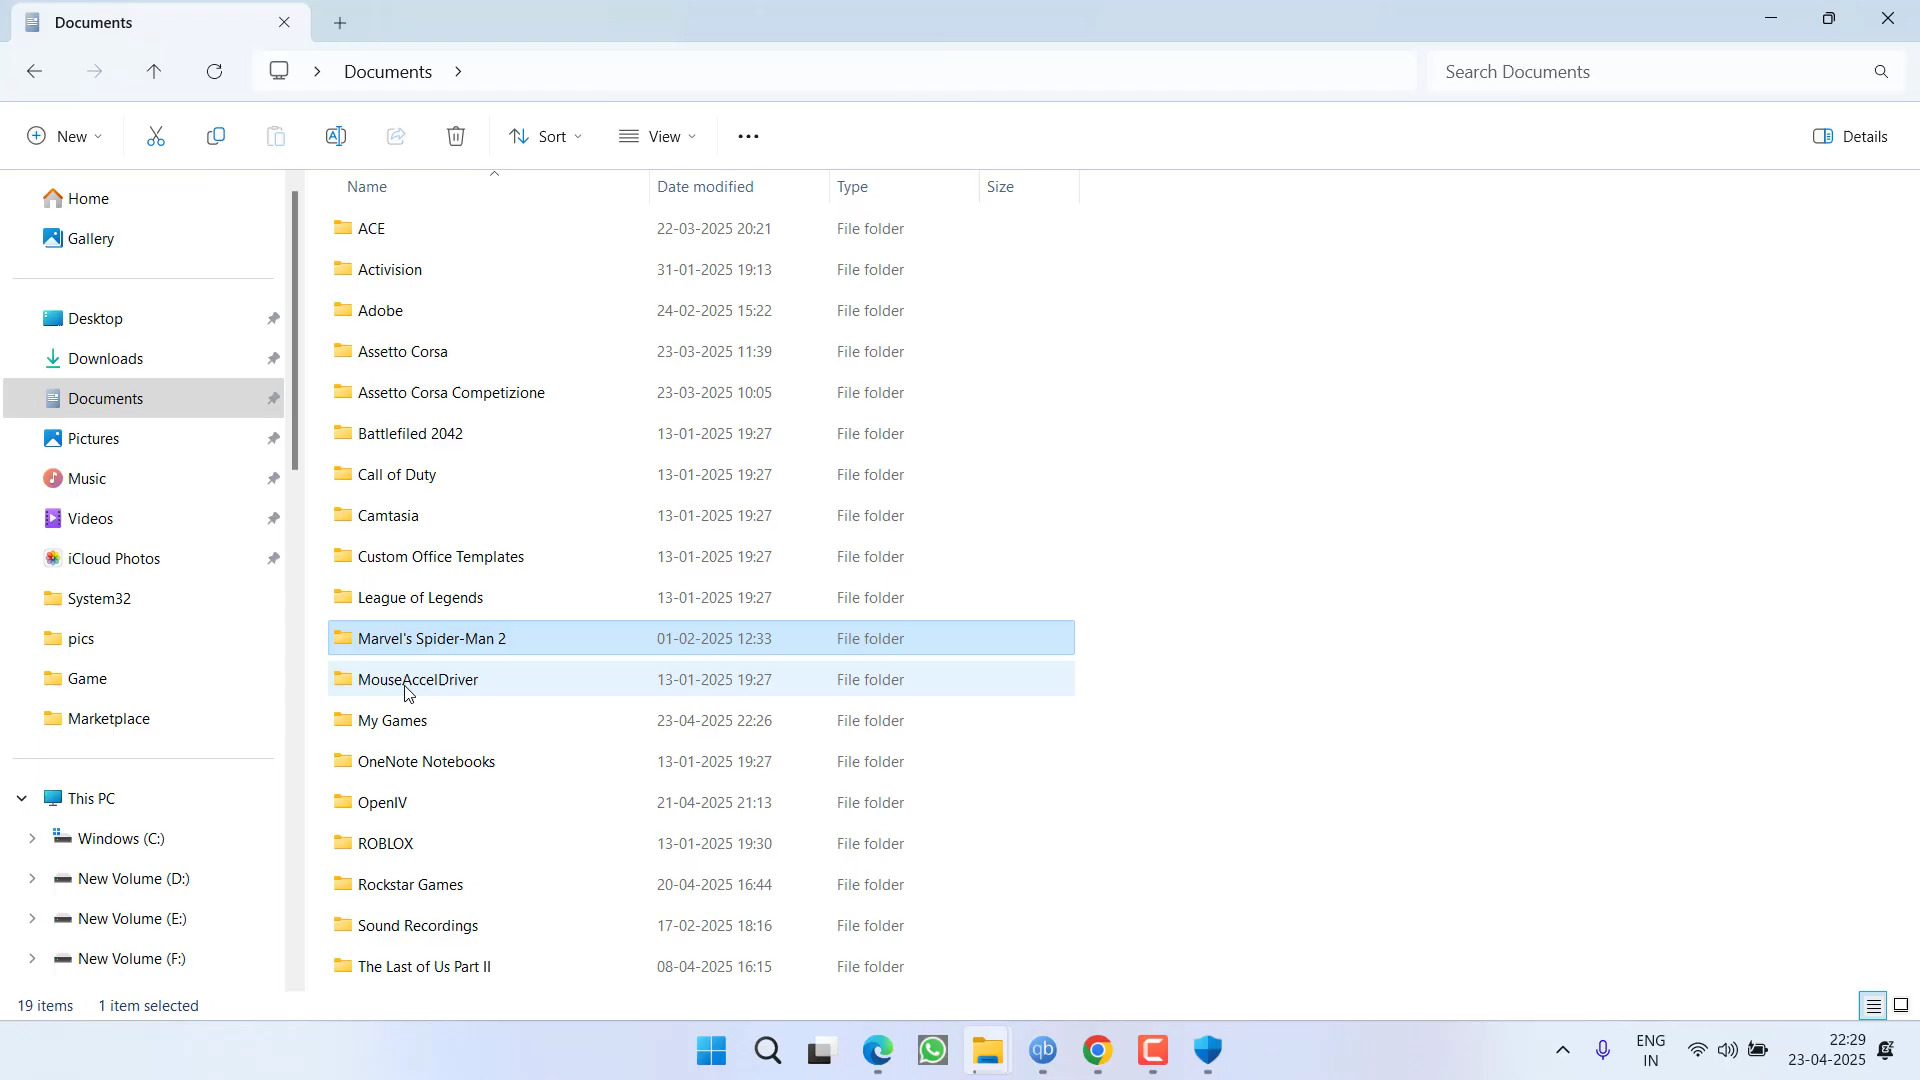 Documents
Documents
Search Documents
New
Sort
View
Details
Home
Gallery
Desktop
Downloads
Documents
Pictures
Music
Videos
iCloud Photos
System32
pics
Game
Marketplace
This PC
Windows (C:)
New Volume (D:)
New Volume (E:)
New Volume (F:)
Name Date modified Type Size
ACE 22-03-2025 20:21 File folder
Activision 31-01-2025 19:13 File folder
Adobe 24-02-2025 15:22 File folder
Assetto Corsa 23-03-2025 11:39 File folder
Assetto Corsa Competizione 23-03-2025 10:05 File folder
Battlefiled 2042 13-01-2025 19:27 File folder
Call of Duty 13-01-2025 19:27 File folder
Camtasia 13-01-2025 19:27 File folder
Custom Office Templates 13-01-2025 19:27 File folder
League of Legends 13-01-2025 19:27 File folder
Marvel's Spider-Man 2 01-02-2025 12:33 File folder
MouseAccelDriver 13-01-2025 19:27 File folder
My Games 23-04-2025 22:26 File folder
OneNote Notebooks 13-01-2025 19:27 File folder
OpenIV 21-04-2025 21:13 File folder
ROBLOX 13-01-2025 19:30 File folder
Rockstar Games 20-04-2025 16:44 File folder
Sound Recordings 17-02-2025 18:16 File folder
The Last of Us Part II 08-04-2025 16:15 File folder
19 items 1 item selected
qb
ENG
IN
22:29
23-04-2025